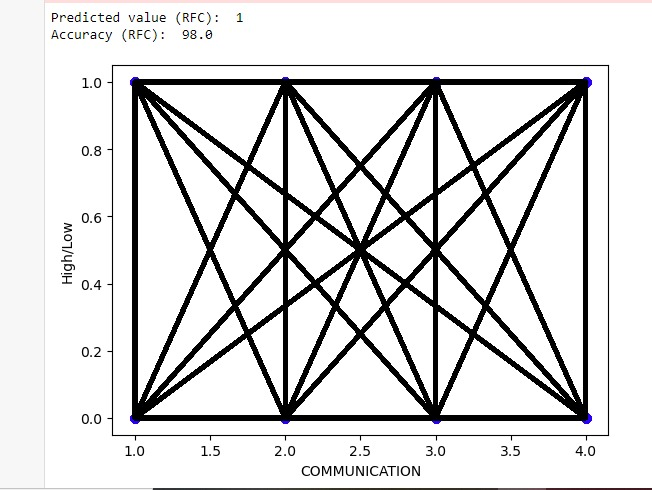 Predicted value (RFC):  1
Accuracy (RFC):  98.0
1.0
0.8
0.6
0.4
0.2
0.0
High/Low
1.0 1.5 2.0 2.5 3.0 3.5 4.0
COMMUNICATION